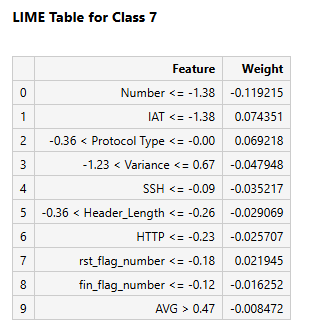 LIME Table for Class 7
Feature Weight
0 Number <= -1.38 -0.119215
1 IAT <= -1.38 0.074351
2 -0.36 < Protocol Type <= -0.00 0.069218
3 -1.23 < Variance <= 0.67 -0.047948
4 SSH <= -0.09 -0.035217
5 -0.36 < Header_Length <= -0.26 -0.029069
6 HTTP <= -0.23 -0.025707
7 rst_flag_number <= -0.18 0.021945
8 fin_flag_number <= -0.12 -0.016252
9 AVG > 0.47 -0.008472